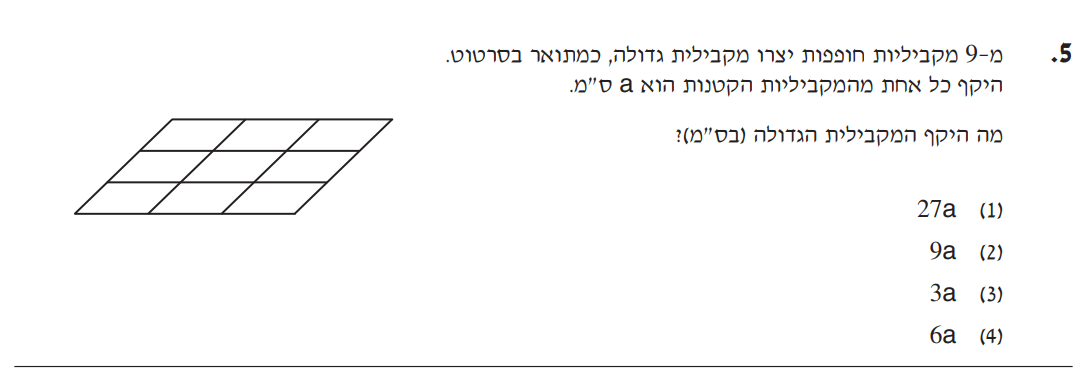 .5 מ-9 מקביליות חופפות יצרו מקבילית גדולה, כמתואר בסרטוט.
היקף כל אחת מהמקביליות הקטנות הוא a ס"מ.
מה היקף המקבילית הגדולה (בס"מ)?
(1) 27a
(2) 9a
(3) 3a
(4) 6a